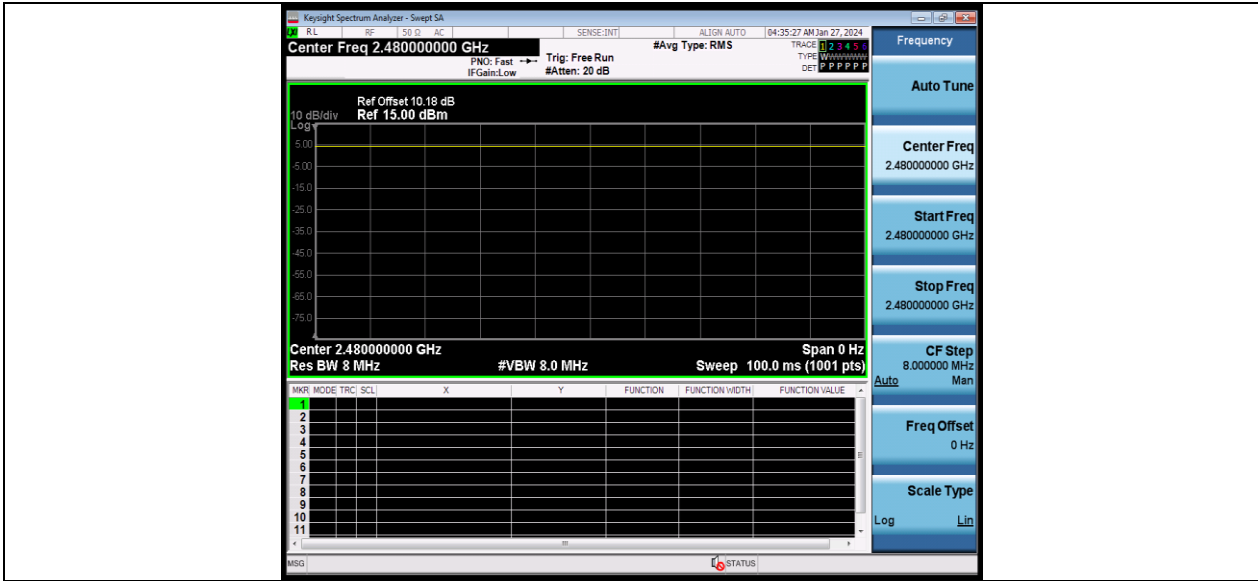 Keysight Spectrum Analyzer - Swept SA
RL RF 50 Ω AC SENSE:INT ALIGN AUTO 04:35:27 AM Jan 27, 2024
Center Freq 2.480000000 GHz #Avg Type: RMS TRACE 1 2 3 4 5 6
PNO: Fast Trig: Free Run TYPE WWWWWW
IFGain:Low #Atten: 20 dB DET P P P P P P
Ref Offset 10.18 dB
10 dB/div Ref 15.00 dBm
Log
5.00
-5.00
-15.0
-25.0
-35.0
-45.0
-55.0
-65.0
-75.0
Center 2.480000000 GHz Span 0 Hz
Res BW 8 MHz #VBW 8.0 MHz Sweep 100.0 ms (1001 pts)
MKR MODE TRC SCL X Y FUNCTION FUNCTION WIDTH FUNCTION VALUE
1
2
3
4
5
6
7
8
9
10
11
MSG STATUS
Frequency
Auto Tune
Center Freq
2.480000000 GHz
Start Freq
2.480000000 GHz
Stop Freq
2.480000000 GHz
CF Step
8.000000 MHz
Auto Man
Freq Offset
0 Hz
Scale Type
Log Lin